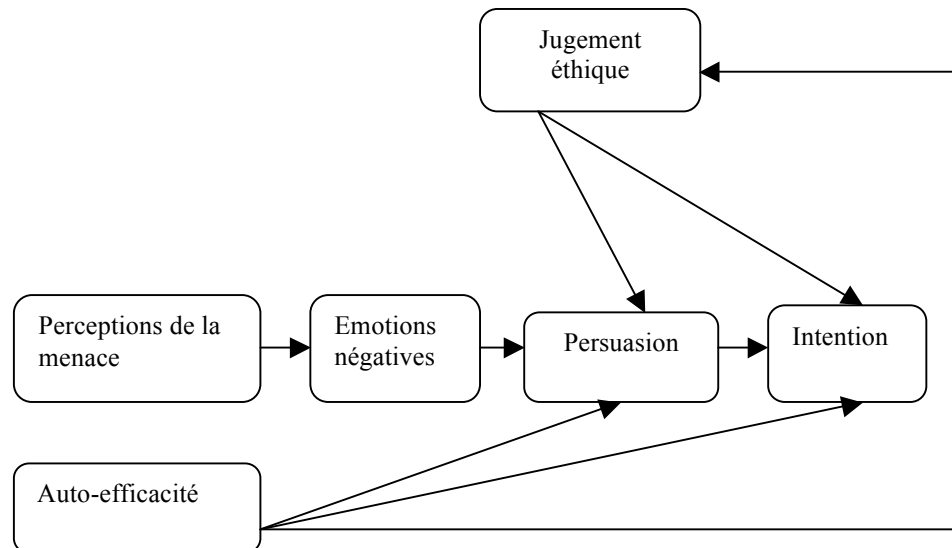 Jugement
éthique
Perceptions de la
menace
Emotions
négatives
Persuasion
Intention
Auto-efficacité